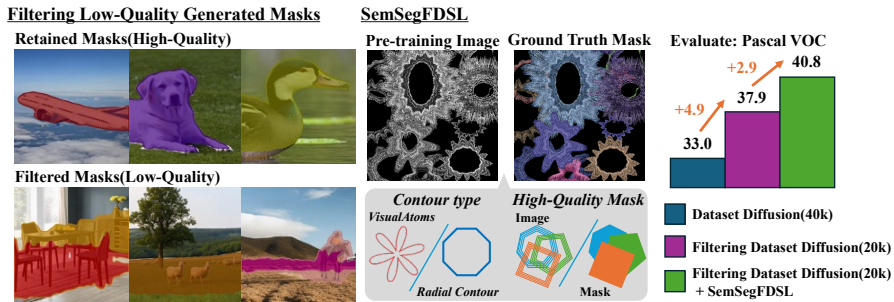 Filtering Low-Quality Generated Masks
Retained Masks(High-Quality)
Filtered Masks(Low-Quality)
SemSegFDSL
Pre-training Image
Ground Truth Mask
Contour type
VisualAtoms
Radial Contour
High-Quality Mask
Image
Mask
Evaluate: Pascal VOC
40.8
+2.9
37.9
+4.9
33.0
Dataset Diffusion(40k)
Filtering Dataset Diffusion(20k)
Filtering Dataset Diffusion(20k)
+ SemSegFDSL